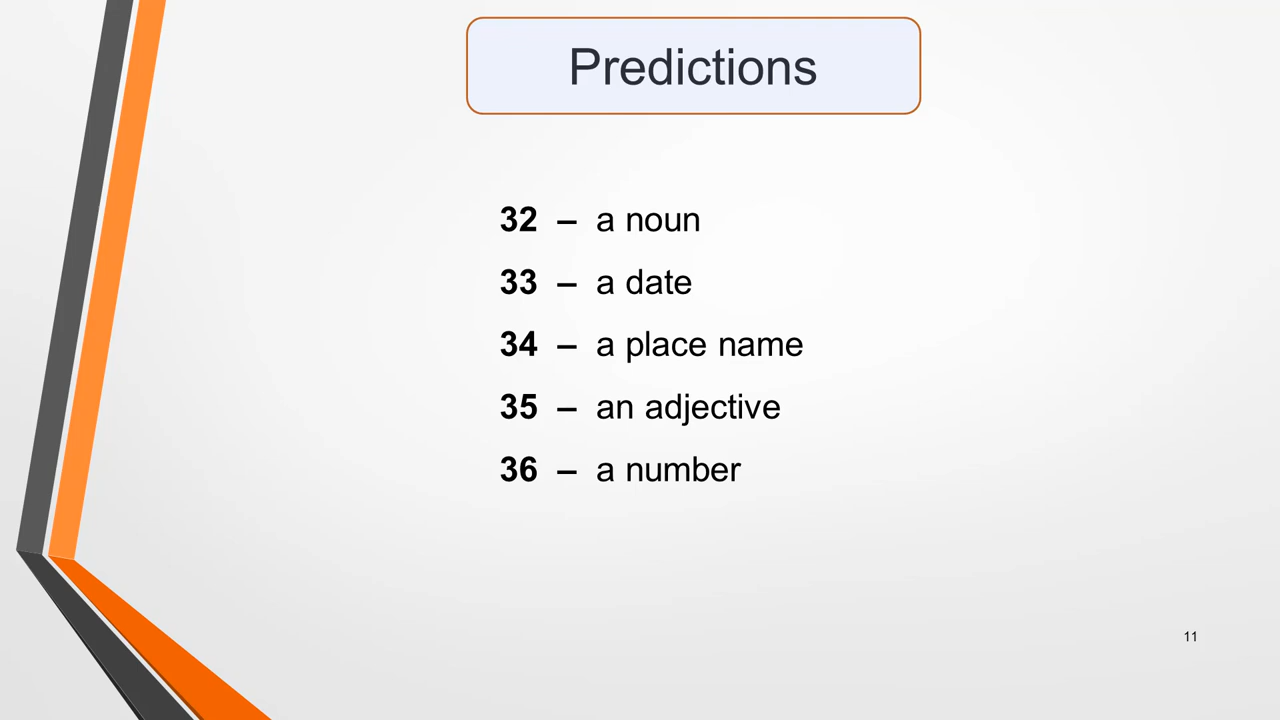 Predictions
32 – a noun
33 – a date
34 – a place name
35 – an adjective
36 – a number
11